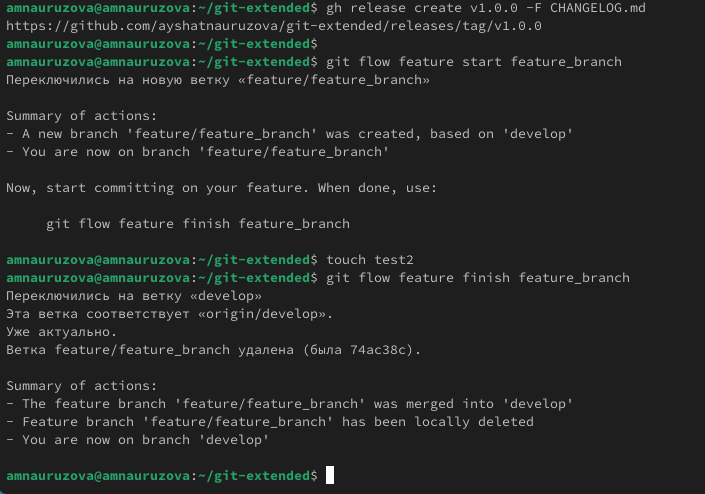 amnauruzova@amnauruzova:~/git-extended$ gh release create v1.0.0 -F CHANGELOG.md
https://github.com/ayshatnauruzova/git-extended/releases/tag/v1.0.0
amnauruzova@amnauruzova:~/git-extended$
amnauruzova@amnauruzova:~/git-extended$ git flow feature start feature_branch
Переключились на новую ветку «feature/feature_branch»
Summary of actions:
- A new branch 'feature/feature_branch' was created, based on 'develop'
- You are now on branch 'feature/feature_branch'
Now, start committing on your feature. When done, use:
git flow feature finish feature_branch
amnauruzova@amnauruzova:~/git-extended$ touch test2
amnauruzova@amnauruzova:~/git-extended$ git flow feature finish feature_branch
Переключились на ветку «develop»
Эта ветка соответствует «origin/develop».
Уже актуально.
Ветка feature/feature_branch удалена (была 74ac38c).
Summary of actions:
- The feature branch 'feature/feature_branch' was merged into 'develop'
- Feature branch 'feature/feature_branch' has been locally deleted
- You are now on branch 'develop'
amnauruzova@amnauruzova:~/git-extended$